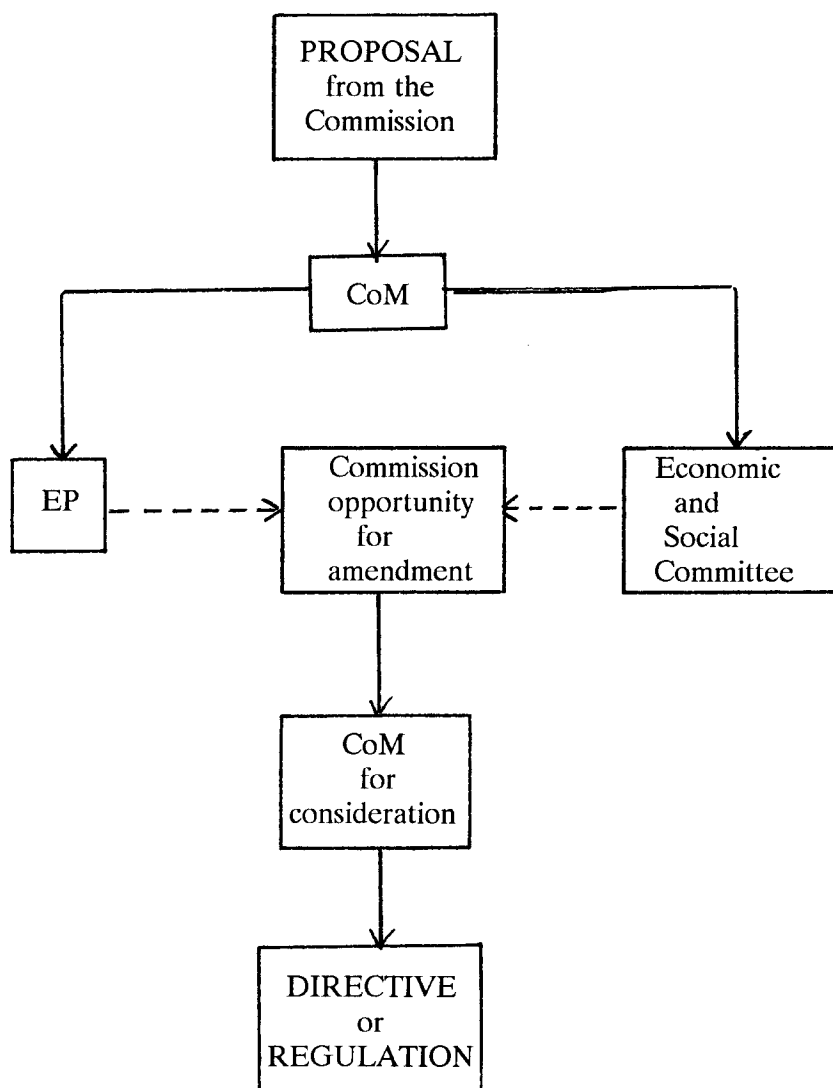 PROPOSAL
from the
Commission
CoM
EP
Commission
opportunity
for
amendment
Economic
and
Social
Committee
CoM
for
consideration
DIRECTIVE
or
REGULATION